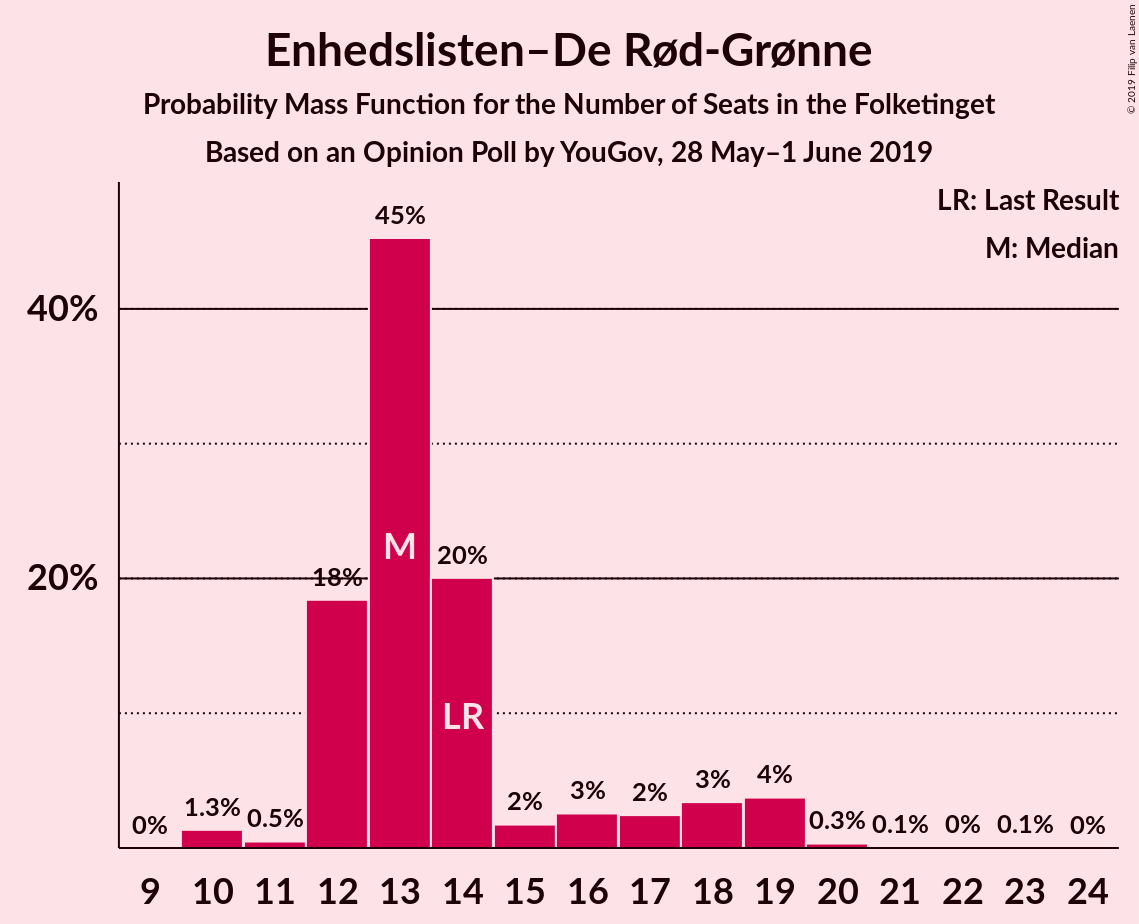 Enhedslisten–De Rød-Grønne
Probability Mass Function for the Number of Seats in the Folketinget
Based on an Opinion Poll by YouGov, 28 May–1 June 2019
© 2019 Filip van Laenen
LR: Last Result
M: Median
40%
20%
0%
1.3%
0.5%
18%
45%
20%
2%
3%
2%
3%
4%
0.3%
0.1%
0%
0.1%
0%
M
LR
9 10 11 12 13 14 15 16 17 18 19 20 21 22 23 24